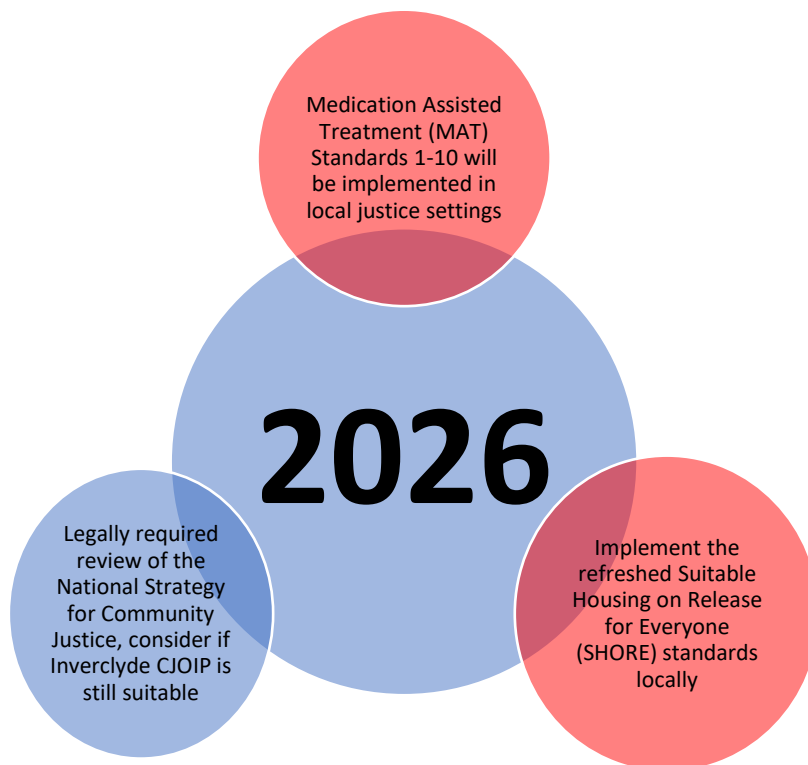 Medication Assisted
Treatment (MAT)
Standards 1-10 will
be implemented in
local justice settings
2026
Legally required
review of the
National Strategy
for Community
Justice, consider if
Inverclyde CJOIP is
still suitable
Implement the
refreshed Suitable
Housing on Release
for Everyone
(SHORE) standards
locally